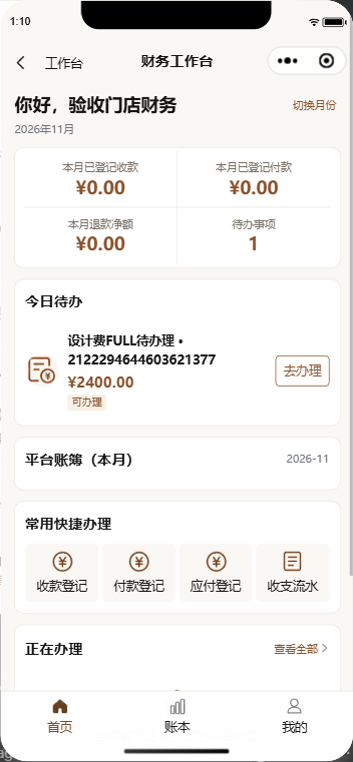 1:10
工作台
财务工作台
你好，验收门店财务
切换月份
2026年11月
本月已登记收款
本月已登记付款
¥0.00
¥0.00
本月退款净额
待办事项
¥0.00
1
今日待办
设计费FULL待办理 •
2122294644603621377
¥2400.00
可办理
去办理
平台账簿（本月）
2026-11
常用快捷办理
收款登记
付款登记
应付登记
收支流水
正在办理
查看全部
首页
账本
我的